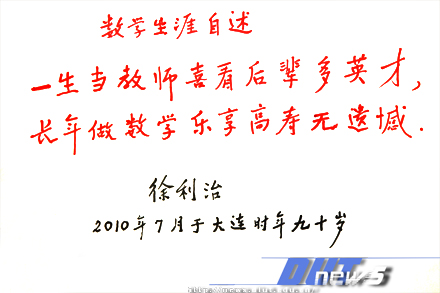 数学生涯自述
一生当教师喜看后辈多英才，
长年做数学乐享高寿无遗憾．
徐利治
2010年7月于大连时年九十岁
DUT news